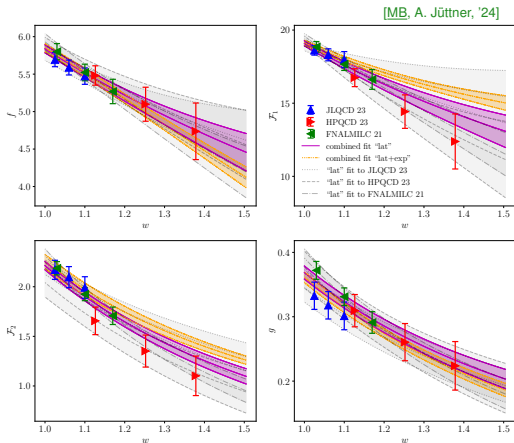 [MB, A. Jüttner, '24]
6.0
5.5
f
5.0
4.5
4.0
1.0 1.1 1.2 1.3 1.4 1.5
w
20
F₁
15
10
JLQCD 23
HPQCD 23
FNALMILC 21
combined fit "lat"
combined fit "lat+exp"
"lat" fit to JLQCD 23
"lat" fit to HPQCD 23
"lat" fit to FNALMILC 21
1.0 1.1 1.2 1.3 1.4 1.5
w
2.0
F₂
1.5
1.0
1.0 1.1 1.2 1.3 1.4 1.5
w
0.4
0.3
g
0.2
1.0 1.1 1.2 1.3 1.4 1.5
w